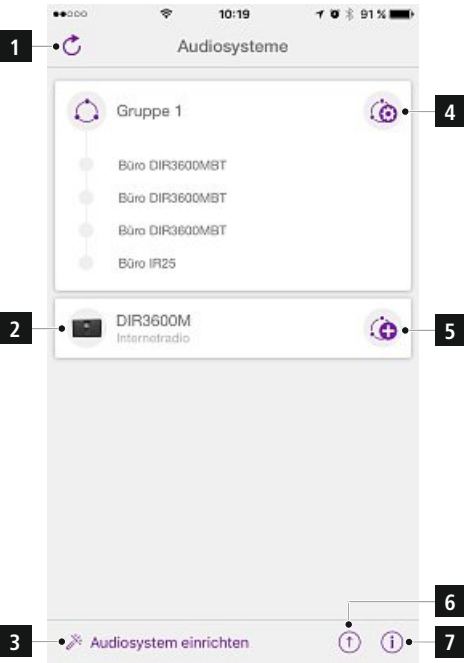 10:19
91 %
1
Audiosysteme
Gruppe 1
4
Büro DIR3600MBT
Büro DIR3600MBT
Büro DIR3600MBT
Büro IR25
2
DIR3600M
Internetradio
5
6
3
Audiosystem einrichten
7